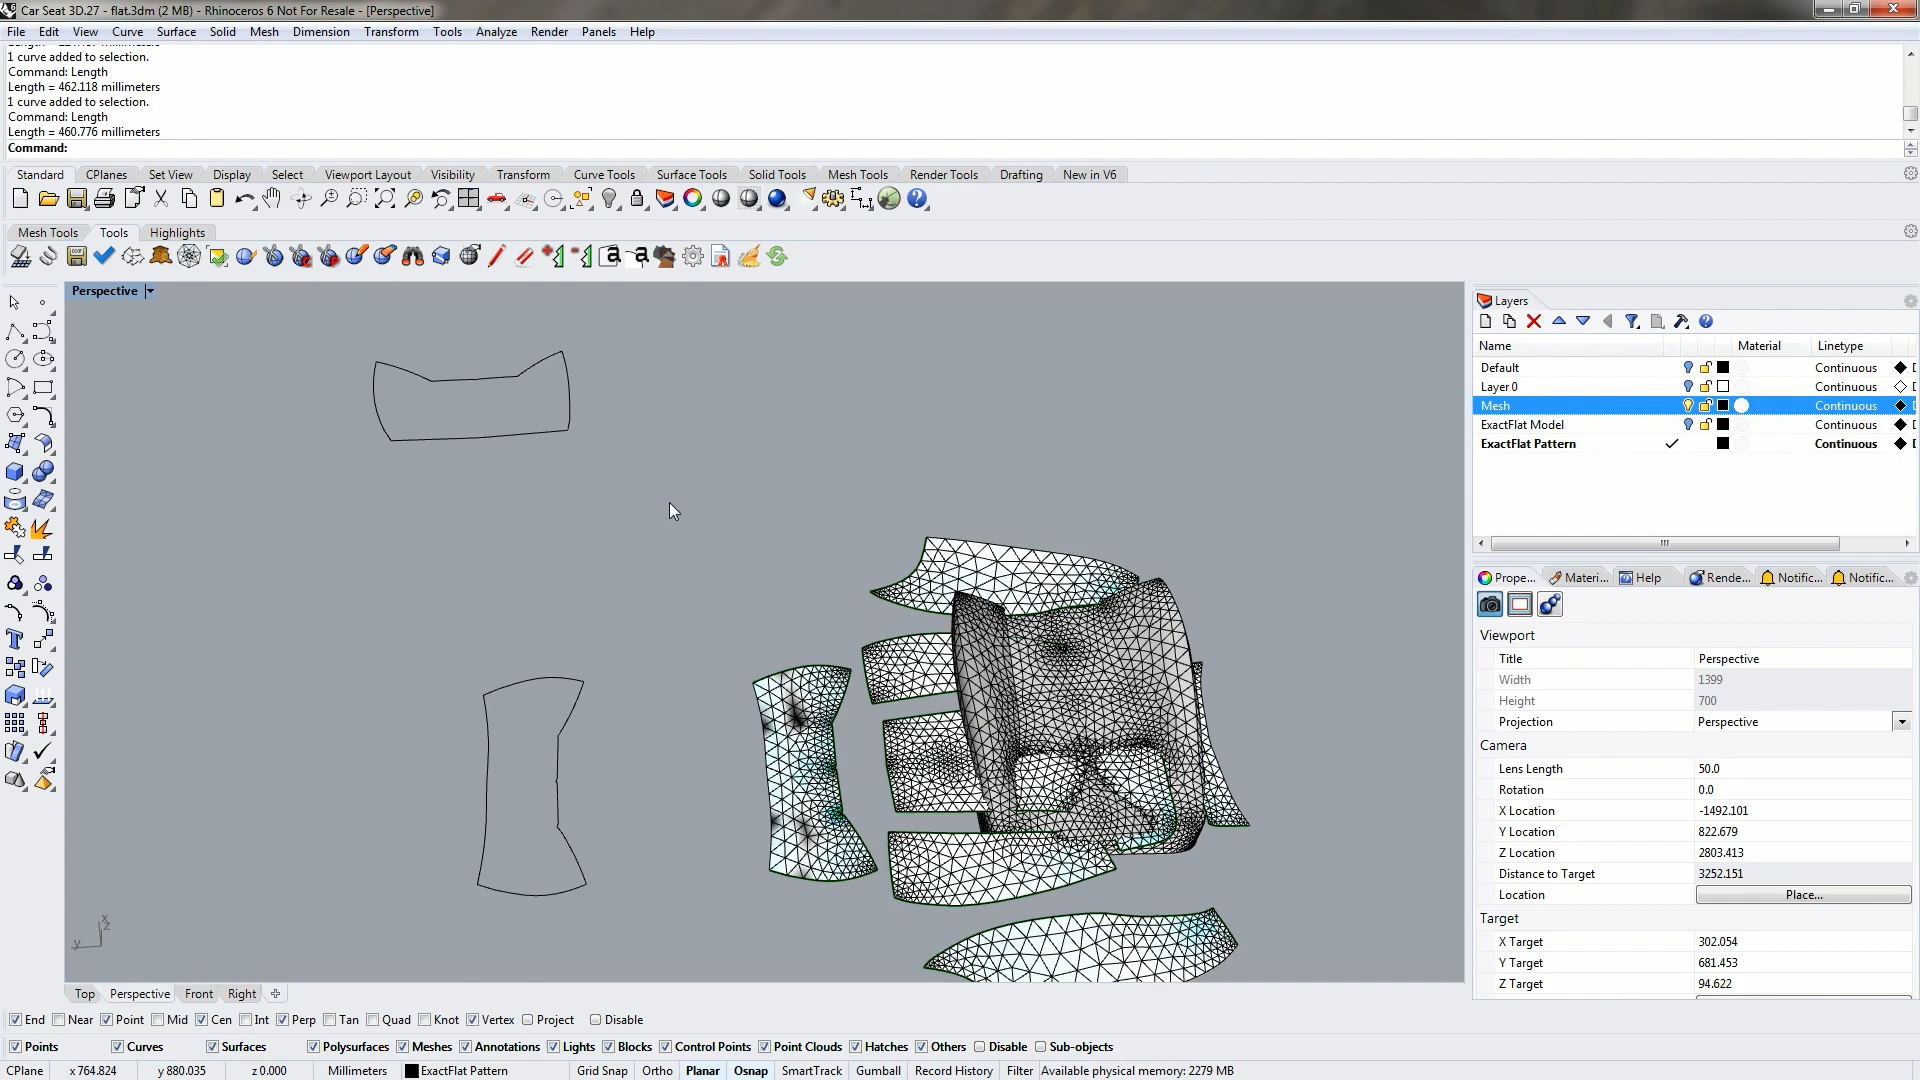 Car Seat 3D.27 - flat.3dm (2 MB) - Rhinoceros 6 Not For Resale - [Perspective]
File Edit View Curve Surface Solid Mesh Dimension Transform Tools Analyze Render Panels Help
1 curve added to selection.
Command: Length
Length = 462.118 millimeters
1 curve added to selection.
Command: Length
Length = 460.776 millimeters
Command:
Standard CPlanes Set View Display Select Viewport Layout Visibility Transform Curve Tools Surface Tools Solid Tools Mesh Tools Render Tools Drafting New in V6
Mesh Tools Tools Highlights
Perspective
Layers
Name Material Linetype
Default Continuous
Layer 0 Continuous
Mesh Continuous
ExactFlat Model Continuous
ExactFlat Pattern Continuous
Prope... Materi... Help Rende... Notific... Notific...
Viewport
Title Perspective
Width 1399
Height 700
Projection Perspective
Camera
Lens Length 50.0
Rotation 0.0
X Location -1492.101
Y Location 822.679
Z Location 2803.413
Distance to Target 3252.151
Location Place...
Target
X Target 302.054
Y Target 681.453
Z Target 94.622
x
z
y
Top Perspective Front Right
End Near Point Mid Cen Int Perp Tan Quad Knot Vertex Project Disable
Points Curves Surfaces Polysurfaces Meshes Annotations Lights Blocks Control Points Point Clouds Hatches Others Disable Sub-objects
CPlane x 764.824 y 880.035 z 0.000 Millimeters ExactFlat Pattern Grid Snap Ortho Planar Osnap SmartTrack Gumball Record History Filter Available physical memory: 2279 MB